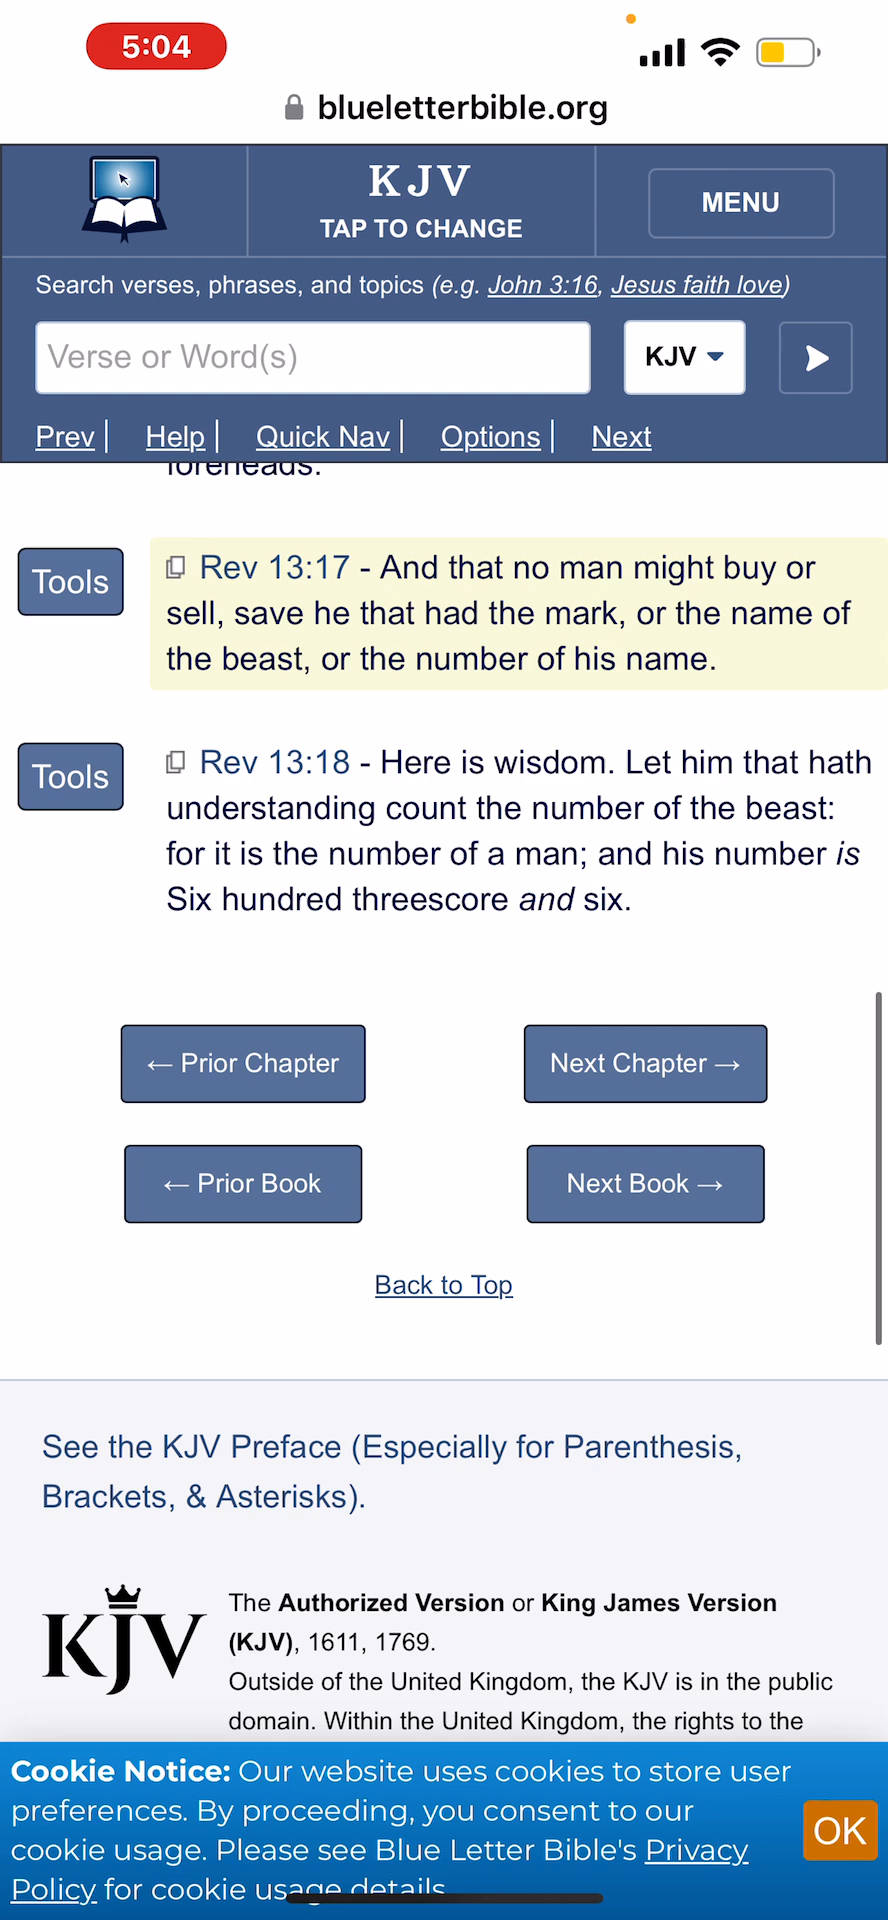 5:04
blueletterbible.org
KJV
TAP TO CHANGE
MENU
Search verses, phrases, and topics (e.g. John 3:16, Jesus faith love)
Verse or Word(s)
KJV
Prev | Help | Quick Nav | Options | Next
foreheads:
Tools
Rev 13:17 - And that no man might buy or
sell, save he that had the mark, or the name of
the beast, or the number of his name.
Tools
Rev 13:18 - Here is wisdom. Let him that hath
understanding count the number of the beast:
for it is the number of a man; and his number is
Six hundred threescore and six.
← Prior Chapter
Next Chapter →
← Prior Book
Next Book →
Back to Top
See the KJV Preface (Especially for Parenthesis,
Brackets, & Asterisks).
KJV
The Authorized Version or King James Version
(KJV), 1611, 1769.
Outside of the United Kingdom, the KJV is in the public
domain. Within the United Kingdom, the rights to the
Cookie Notice: Our website uses cookies to store user
preferences. By proceeding, you consent to our
cookie usage. Please see Blue Letter Bible's Privacy
Policy for cookie usage details
OK